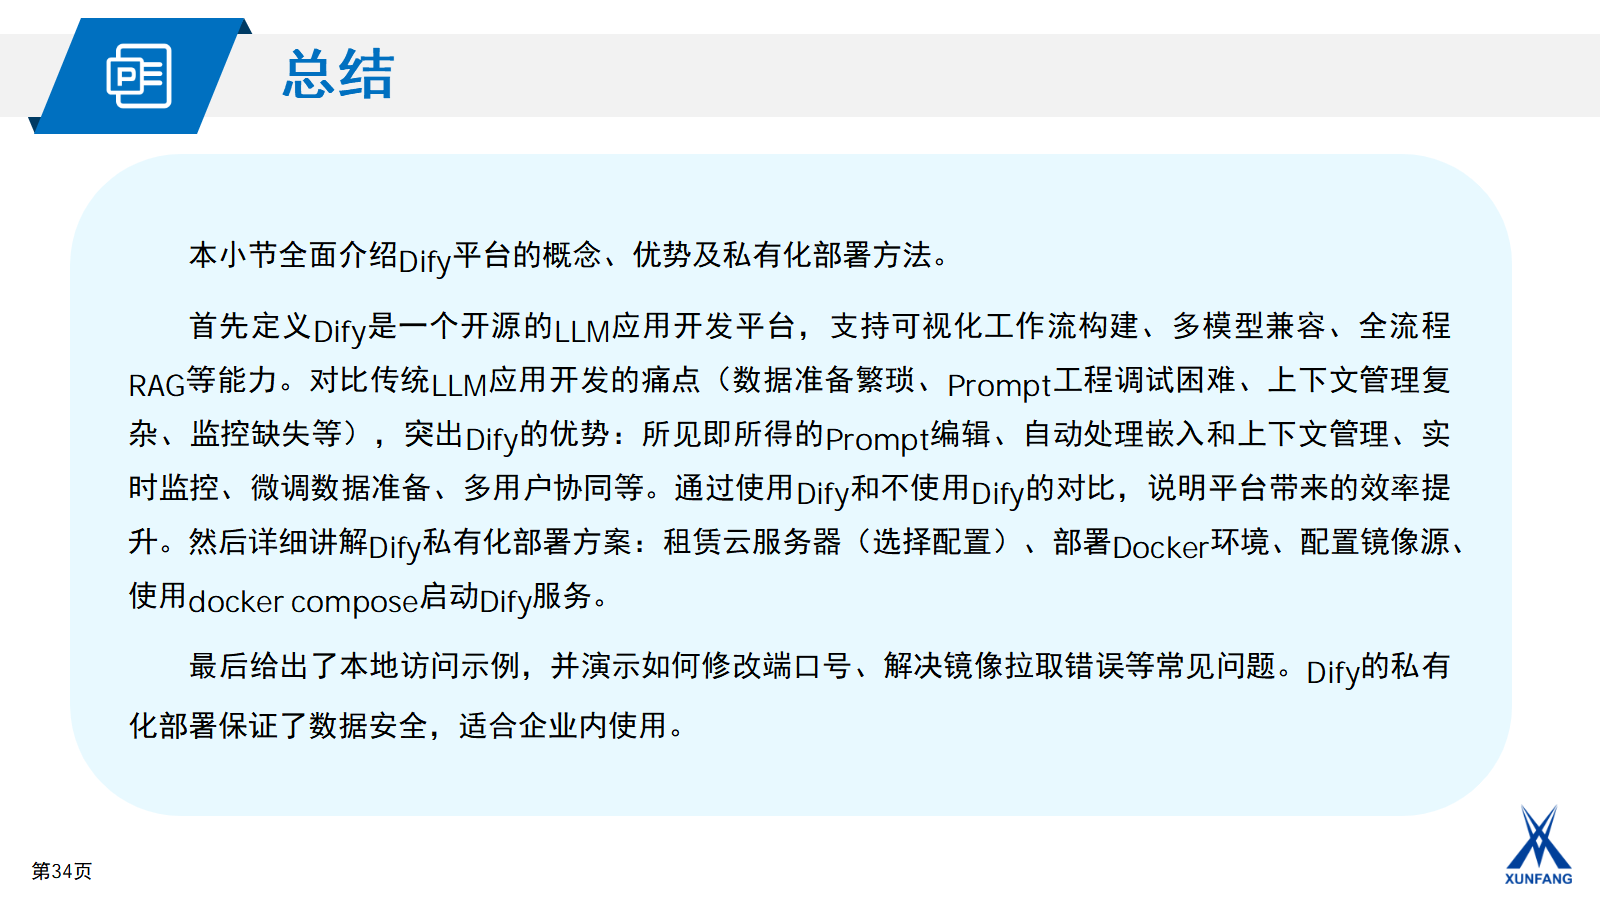 总结
本小节全面介绍Dify平台的概念、优势及私有化部署方法。
首先定义Dify是一个开源的LLM应用开发平台，支持可视化工作流构建、多模型兼容、全流程
RAG等能力。对比传统LLM应用开发的痛点（数据准备繁琐、Prompt工程调试困难、上下文管理复
杂、监控缺失等），突出Dify的优势：所见即所得的Prompt编辑、自动处理嵌入和上下文管理、实
时监控、微调数据准备、多用户协同等。通过使用Dify和不使用Dify的对比，说明平台带来的效率提
升。然后详细讲解Dify私有化部署方案：租赁云服务器（选择配置）、部署Docker环境、配置镜像源、
使用docker compose启动Dify服务。
最后给出了本地访问示例，并演示如何修改端口号、解决镜像拉取错误等常见问题。Dify的私有
化部署保证了数据安全，适合企业内使用。
第34页
XUNFANG